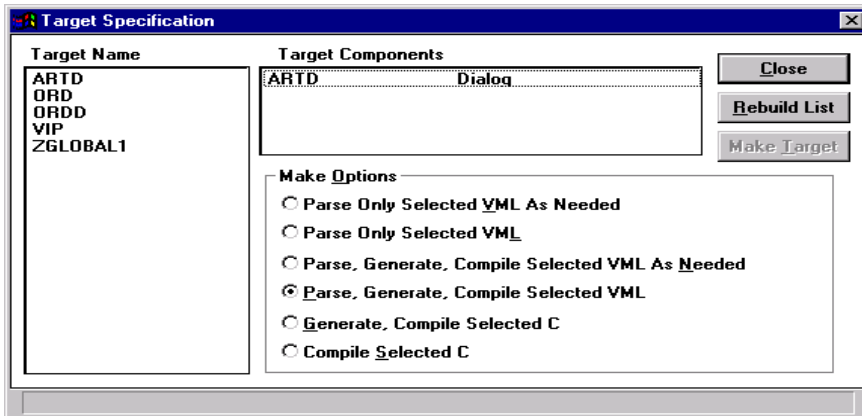 Target Specification
Target Name
ARTD
ORD
ORDD
VIP
ZGLOBAL1
Target Components
ARTD Dialog
Close
Rebuild List
Make Target
Make Options
Parse Only Selected VML As Needed
Parse Only Selected VML
Parse, Generate, Compile Selected VML As Needed
Parse, Generate, Compile Selected VML
Generate, Compile Selected C
Compile Selected C